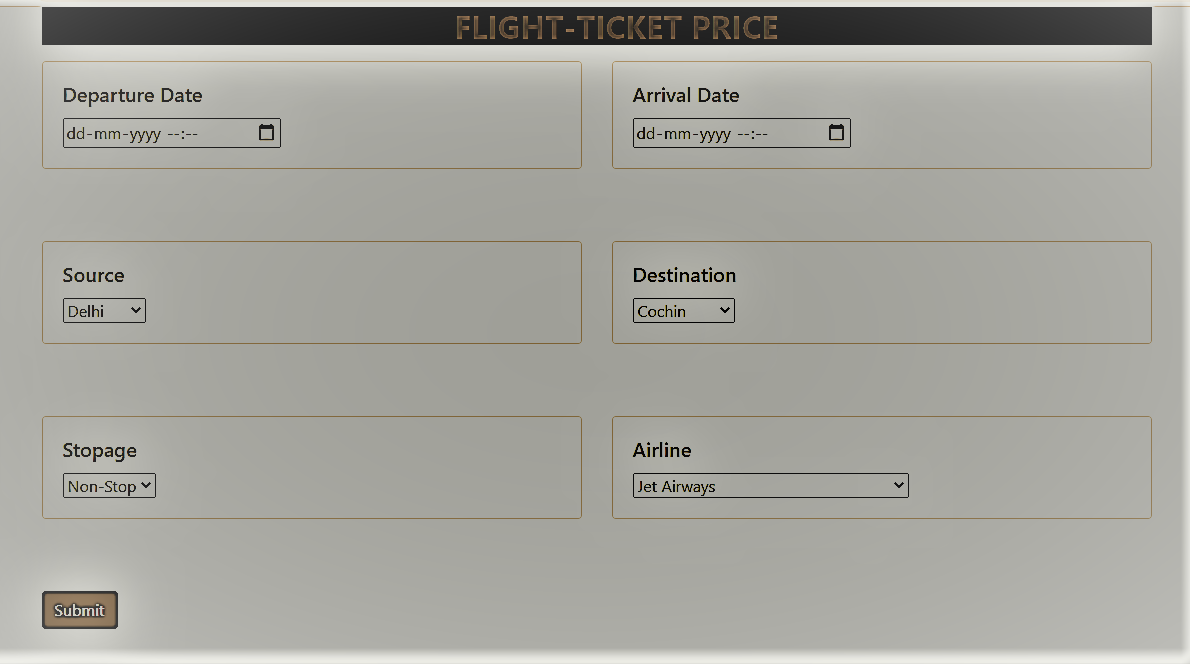 FLIGHT-TICKET PRICE
Departure Date
dd-mm-yyyy --:--
Arrival Date
dd-mm-yyyy --:--
Source
Delhi
Destination
Cochin
Stopage
Non-Stop
Airline
Jet Airways
Submit